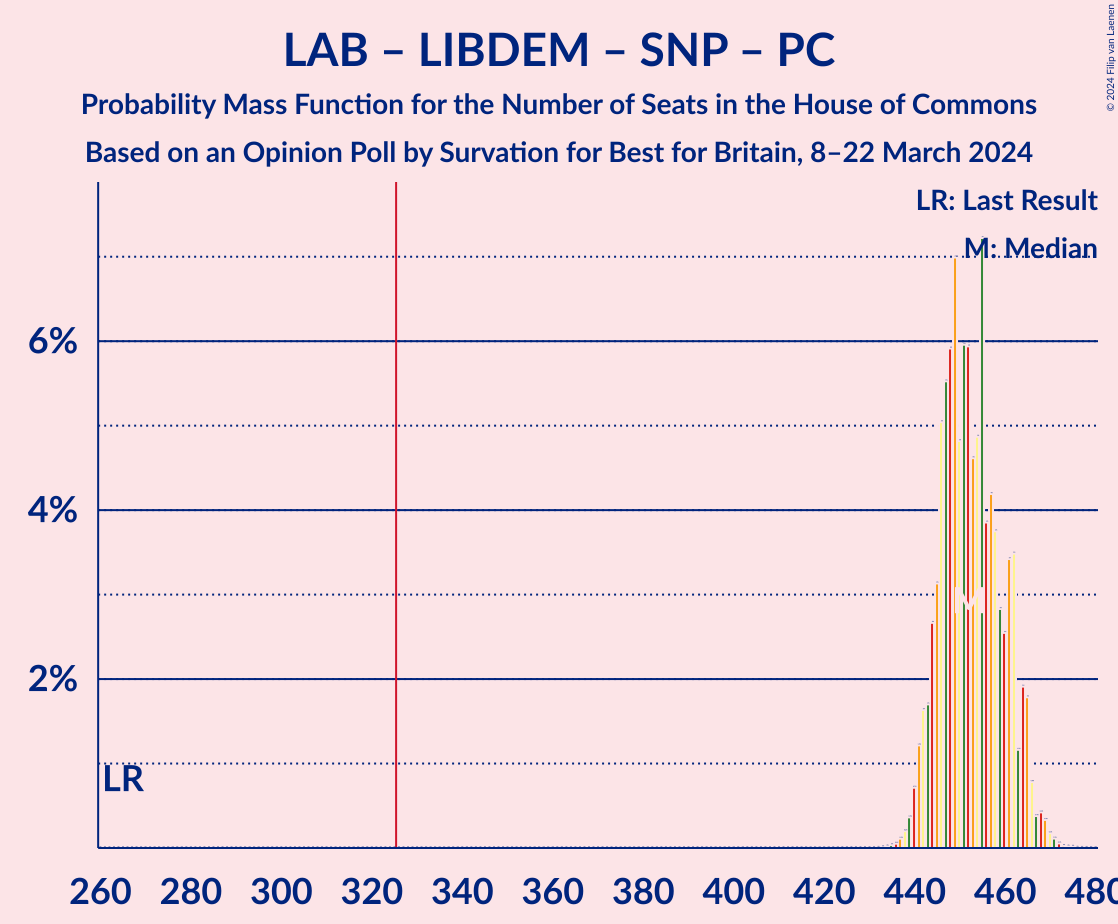 LAB – LIBDEM – SNP – PC
Probability Mass Function for the Number of Seats in the House of Commons
Based on an Opinion Poll by Survation for Best for Britain, 8–22 March 2024
© 2024 Filip van Laenen
LR: Last Result
M: Median
6%
4%
2%
M
LR
260 280 300 320 340 360 380 400 420 440 460 480